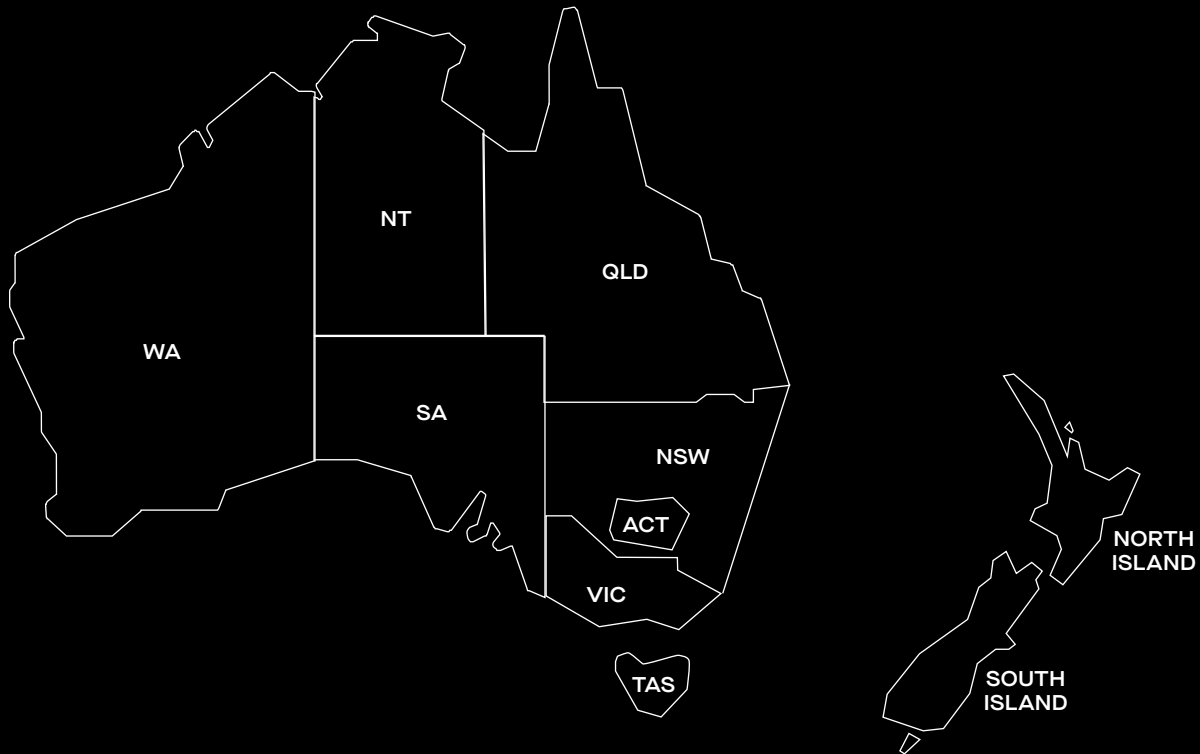 NT
QLD
WA
SA
NSW
ACT
NORTH
ISLAND
VIC
TAS
SOUTH
ISLAND